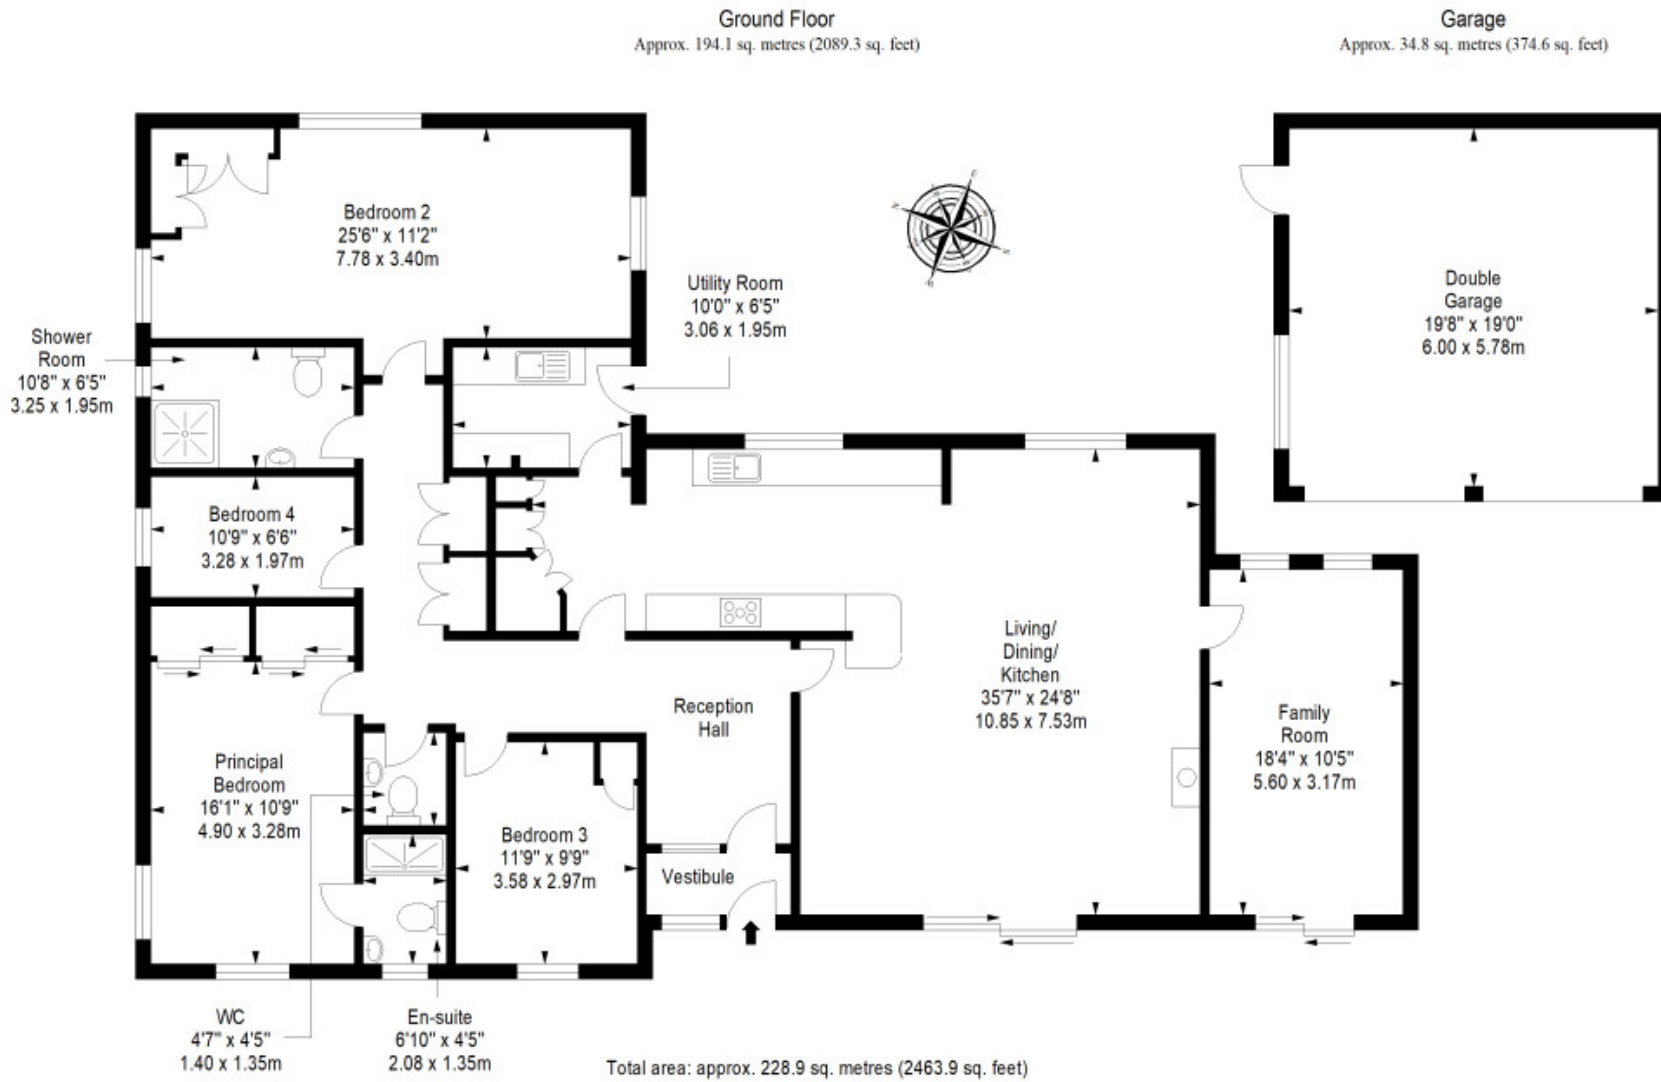 Ground Floor
Approx. 194.1 sq. metres (2089.3 sq. feet)
Garage
Approx. 34.8 sq. metres (374.6 sq. feet)
Bedroom 2
25'6" x 11'2"
7.78 x 3.40m
Utility Room
10'0" x 6'5"
3.06 x 1.95m
Double
Garage
19'8" x 19'0"
6.00 x 5.78m
Shower
Room
10'8" x 6'5"
3.25 x 1.95m
Bedroom 4
10'9" x 6'6"
3.28 x 1.97m
Living/
Dining/
Kitchen
35'7" x 24'8"
10.85 x 7.53m
Reception
Hall
Family
Room
18'4" x 10'5"
5.60 x 3.17m
Principal
Bedroom
16'1" x 10'9"
4.90 x 3.28m
Bedroom 3
11'9" x 9'9"
3.58 x 2.97m
Vestibule
WC
4'7" x 4'5"
1.40 x 1.35m
En-suite
6'10" x 4'5"
2.08 x 1.35m
Total area: approx. 228.9 sq. metres (2463.9 sq. feet)